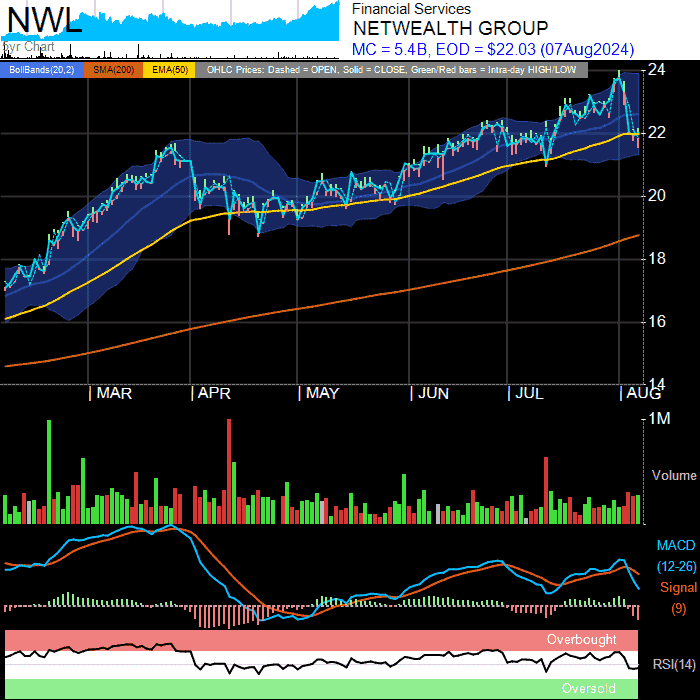 NWL
Financial Services
NETWEALTH GROUP
5yr Chart
MC = 5.4B, EOD = $22.03 (07Aug2024)
BollBands(20,2) SMA(200) EMA(50) OHLC Prices: Dashed = OPEN, Solid = CLOSE, Green/Red bars = Intra-day HIGH/LOW
24
22
20
18
16
14
MAR APR MAY JUN JUL AUG
1M
Volume
MACD
(12-26)
Signal
(9)
Overbought
RSI(14)
Oversold